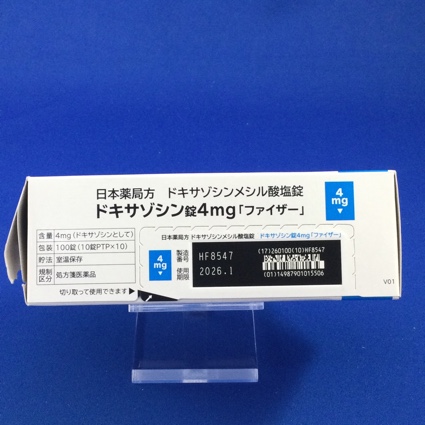 日本薬局方 ドキサゾシンメシル酸塩錠
ドキサゾシン錠4mg「ファイザー」
4
mg
含量 4mg(ドキサゾシンとして)
包装 100錠(10錠PTP×10)
貯法 室温保存
規制区分 処方箋医薬品
切り取って使用できます
日本薬局方 ドキサゾシンメシル酸塩錠 ドキサゾシン錠4mg「ファイザー」
4
mg
製造番号 HF8547
使用期限 2026.1
(17)260100(10)HF8547
(01)14987901015506
V01